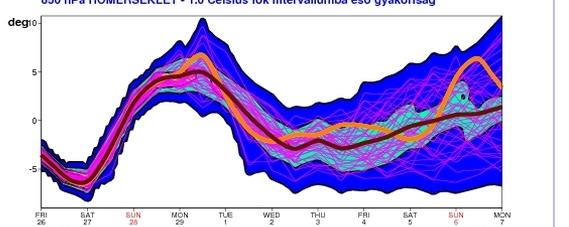 850 hPa HŐMÉRSÉKLET - 1.0 Celsius fok intervallumba eső gyakoriság
degc
10
5
0
-5
FRI SAT SUN MON TUE WED THU FRI SAT SUN MON
26 27 28 29 1 2 3 4 5 6 7